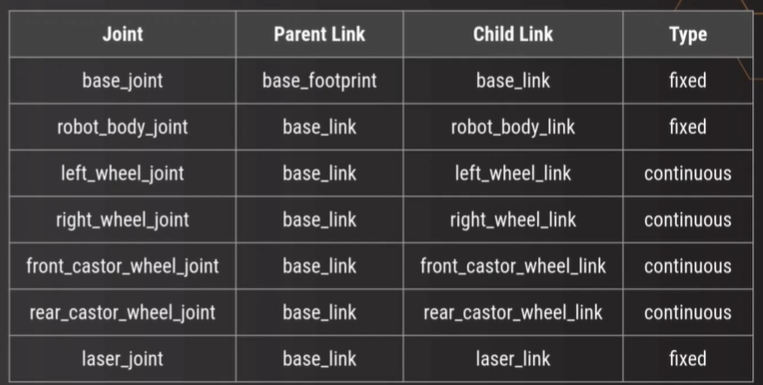 Joint Parent Link Child Link Type
base_joint base_footprint base_link fixed
robot_body_joint base_link robot_body_link fixed
left_wheel_joint base_link left_wheel_link continuous
right_wheel_joint base_link right_wheel_link continuous
front_castor_wheel_joint base_link front_castor_wheel_link continuous
rear_castor_wheel_joint base_link rear_castor_wheel_link continuous
laser_joint base_link laser_link fixed